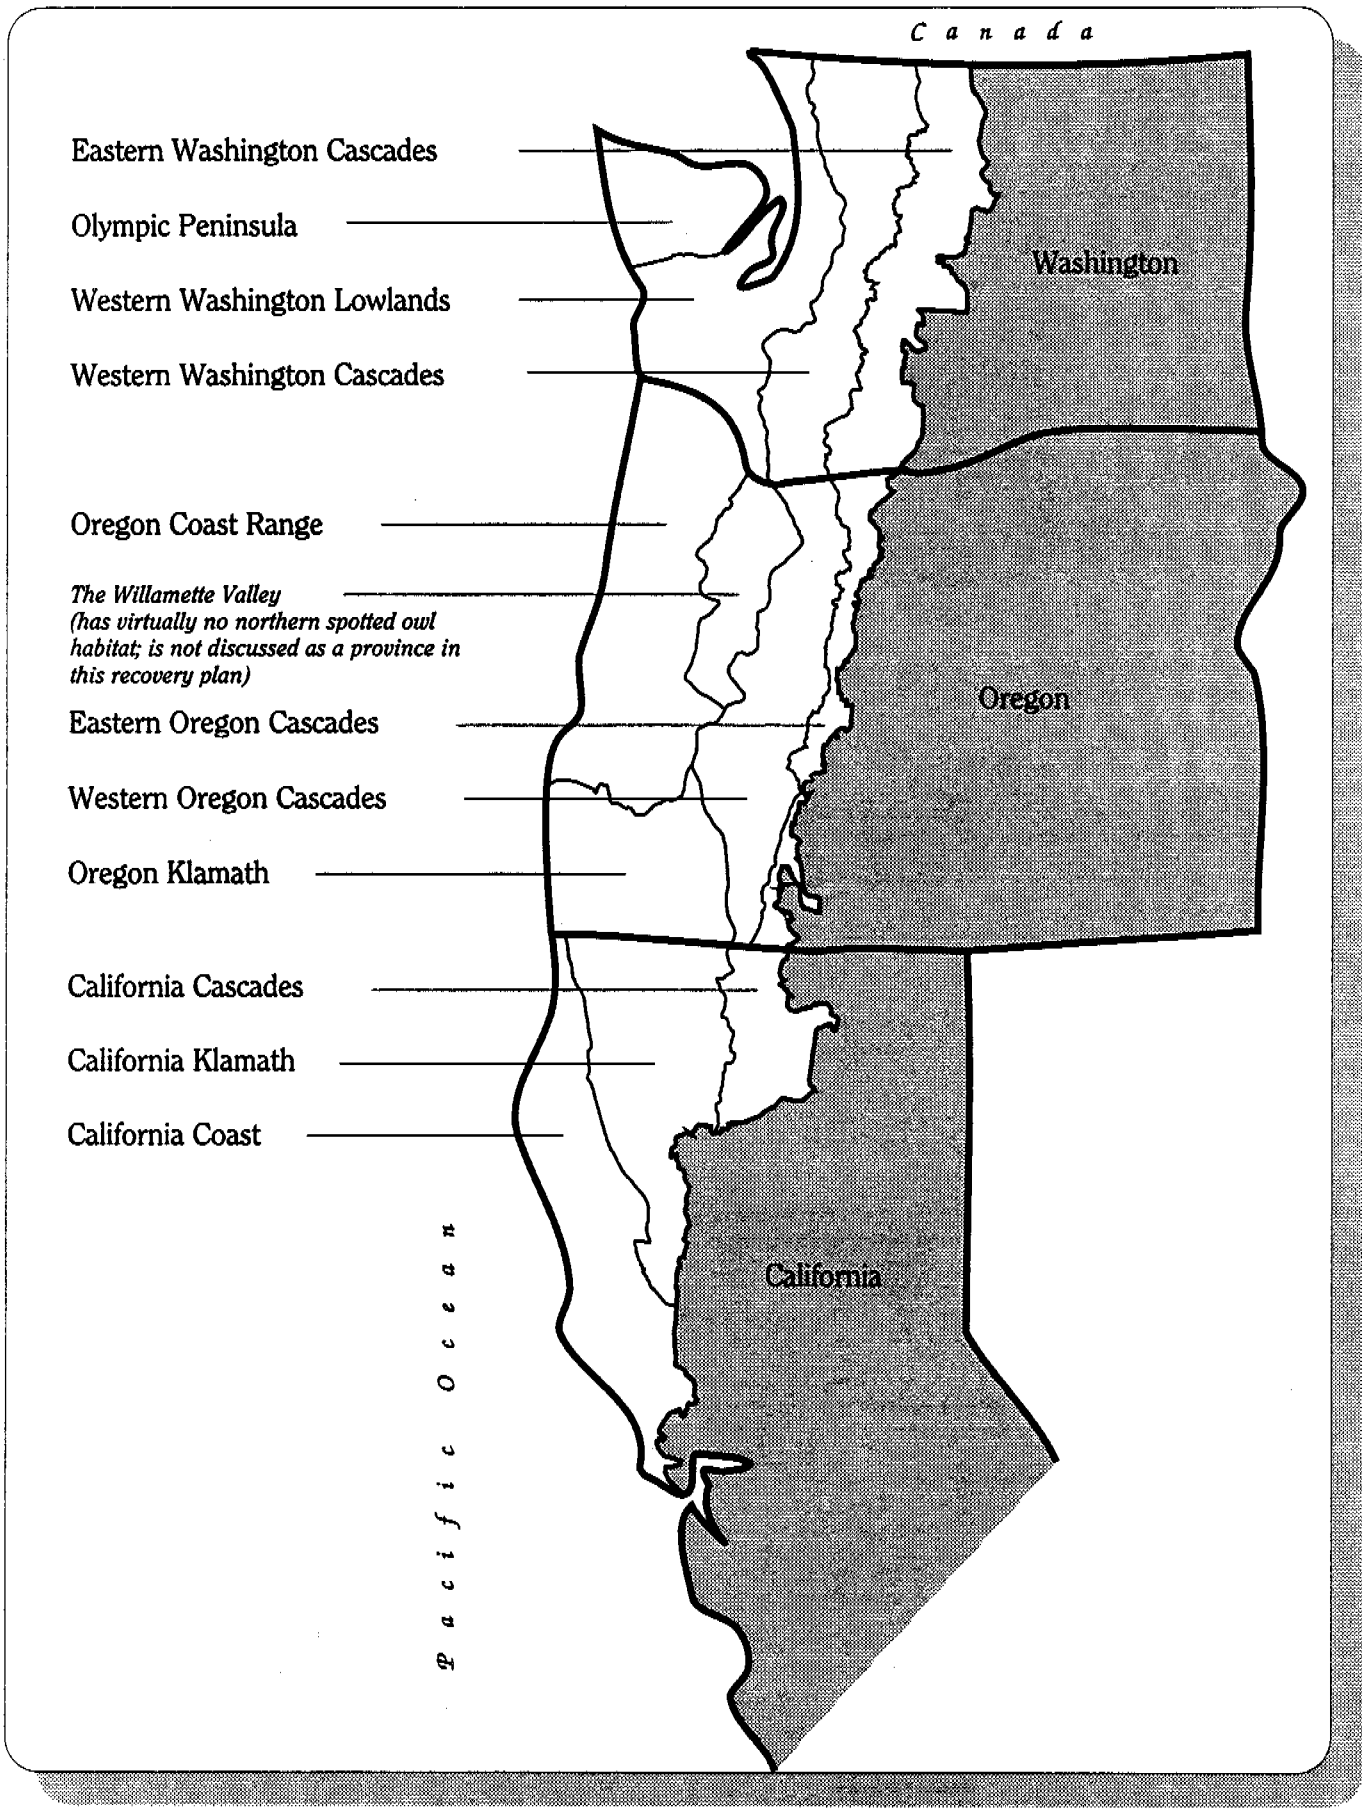 Canada
Eastern Washington Cascades
Olympic Peninsula
Washington
Western Washington Lowlands
Western Washington Cascades
Oregon Coast Range
The Willamette Valley
(has virtually no northern spotted owl
habitat; is not discussed as a province in
this recovery plan)
Oregon
Eastern Oregon Cascades
Western Oregon Cascades
Oregon Klamath
California Cascades
California Klamath
California Coast
California
Pacific Ocean